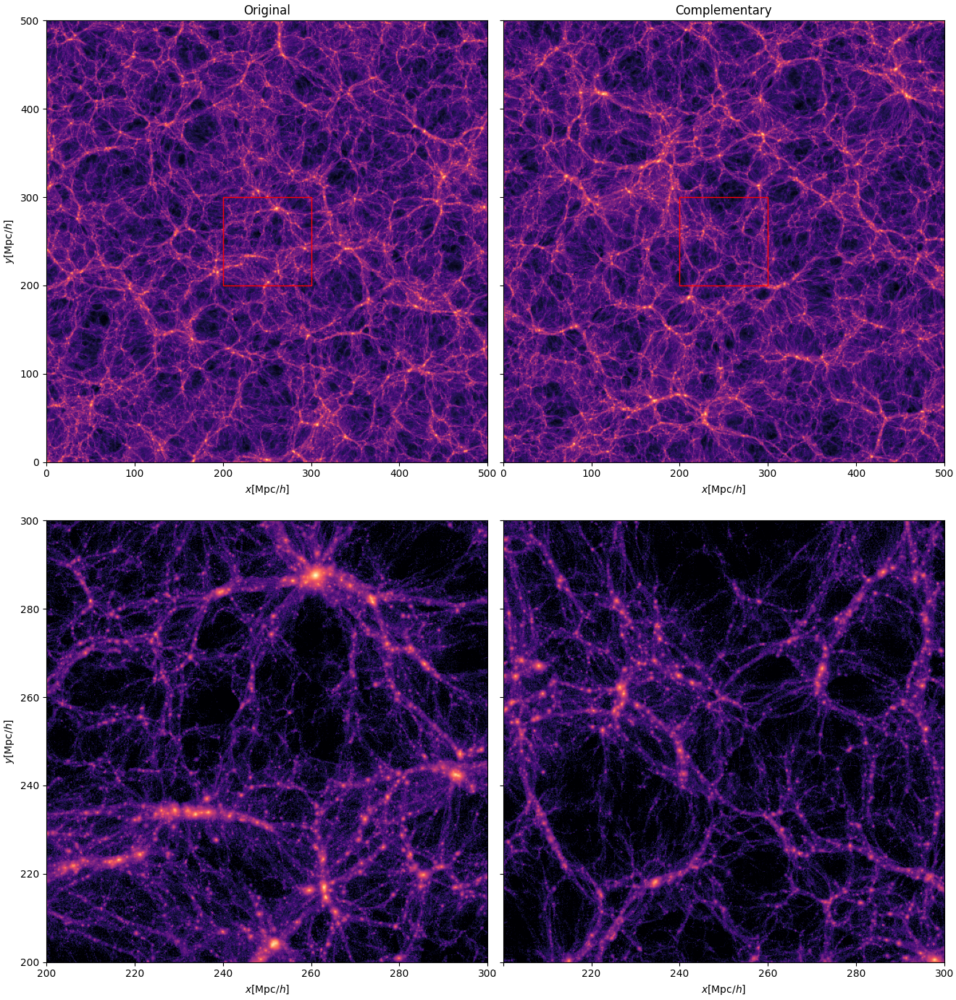 Original
Complementary
500
400
300
200
100
0
y[Mpc/h]
0 100 200 300 400 500
0 100 200 300 400 500
x[Mpc/h]
x[Mpc/h]
300
280
260
240
220
200
y[Mpc/h]
200 220 240 260 280 300
220 240 260 280 300
x[Mpc/h]
x[Mpc/h]